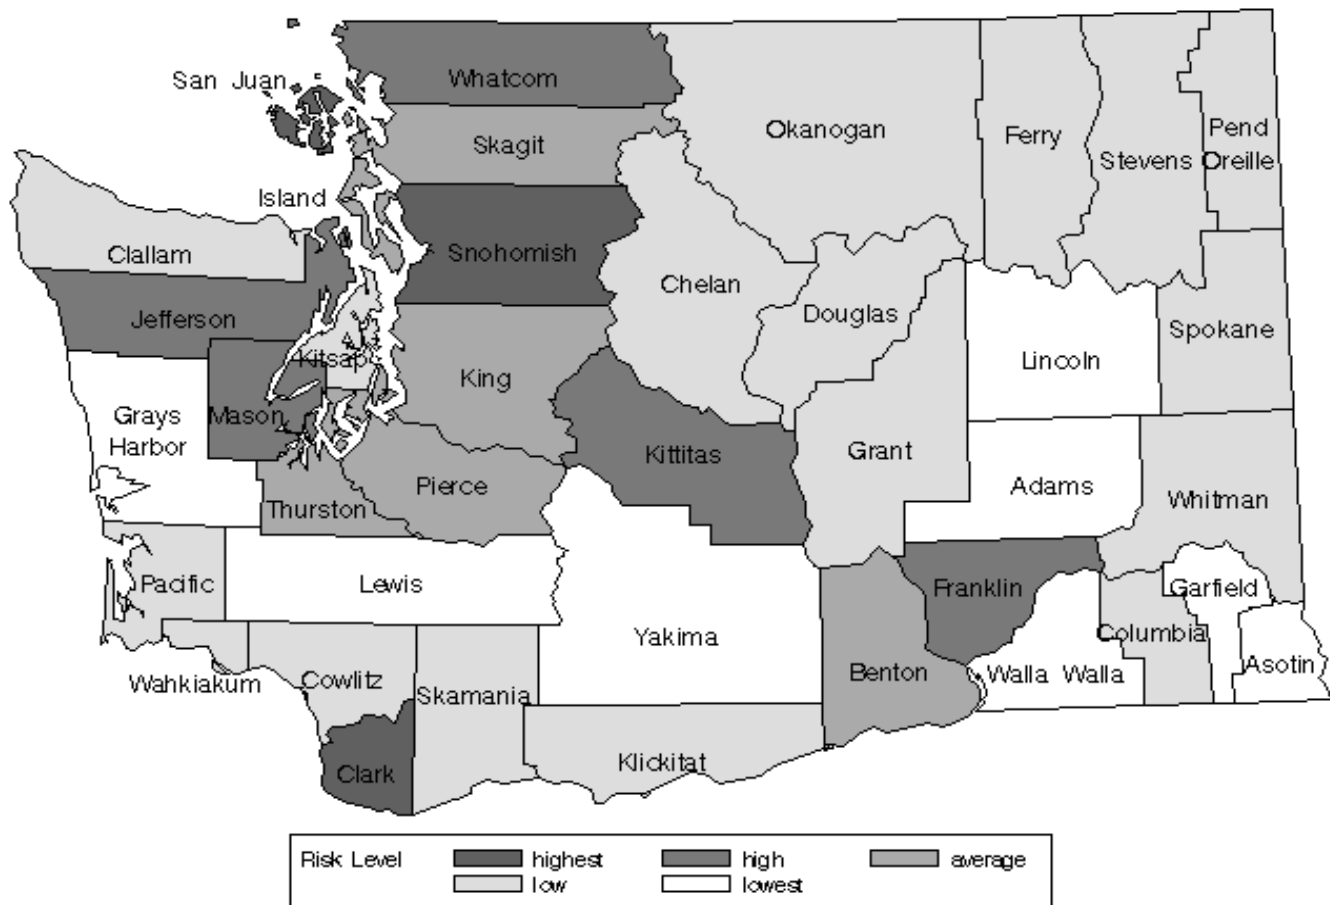 Whatcom
San Juan
Okanogan
Pend
Oreille
Ferry
Skagit
Stevens
Island
Clallam
Snohomish
Chelan
Douglas
Jefferson
Spokane
Kitsap
Lincoln
King
Grays
Harbor
Mason
Kittitas
Grant
Pierce
Adams
Whitman
Thurston
Pacific
Lewis
Franklin
Garfield
Yakima
Columbia
Wahkiakum
Cowlitz
Skamania
Benton
Walla Walla
Asotin
Clark
Klickitat
Risk Level highest high average
low lowest